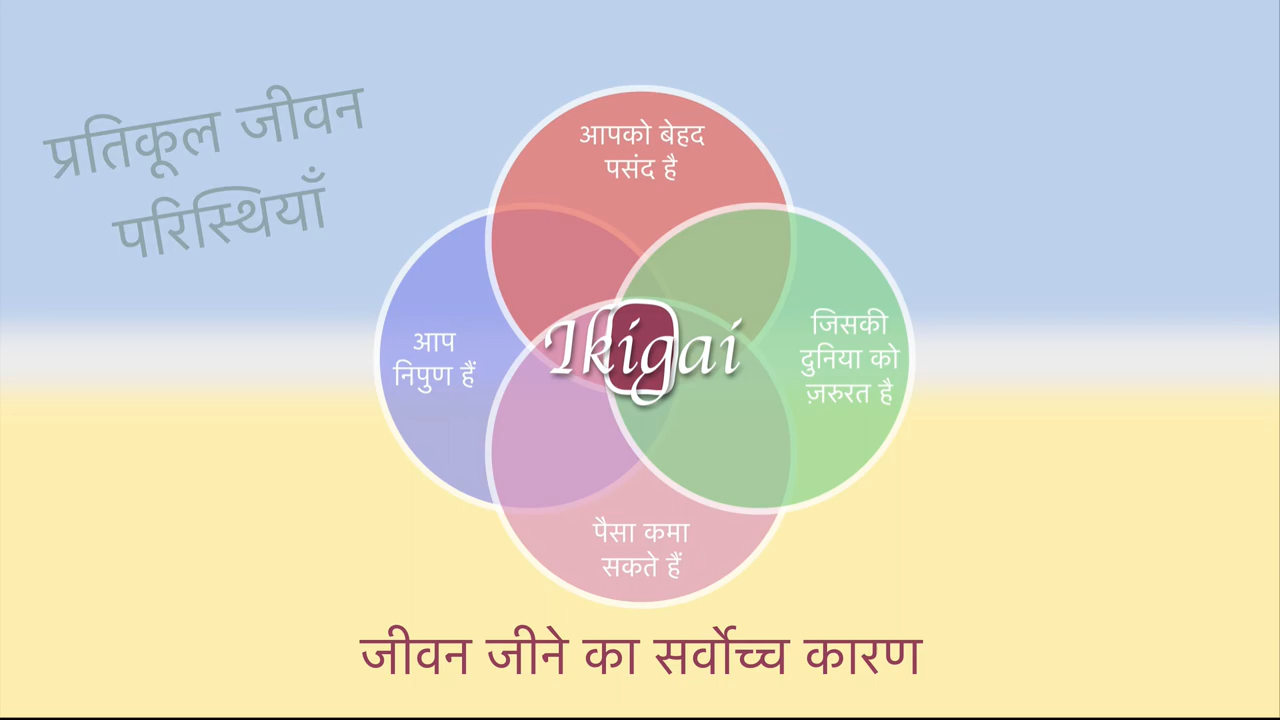 प्रतिकूल जीवन
परिस्थियाँ
आपको बेहद
पसंद है
आप
निपुण हैं
Ikigai
जिसकी
दुनिया को
ज़रुरत है
पैसा कमा
सकते हैं
जीवन जीने का सर्वोच्च कारण